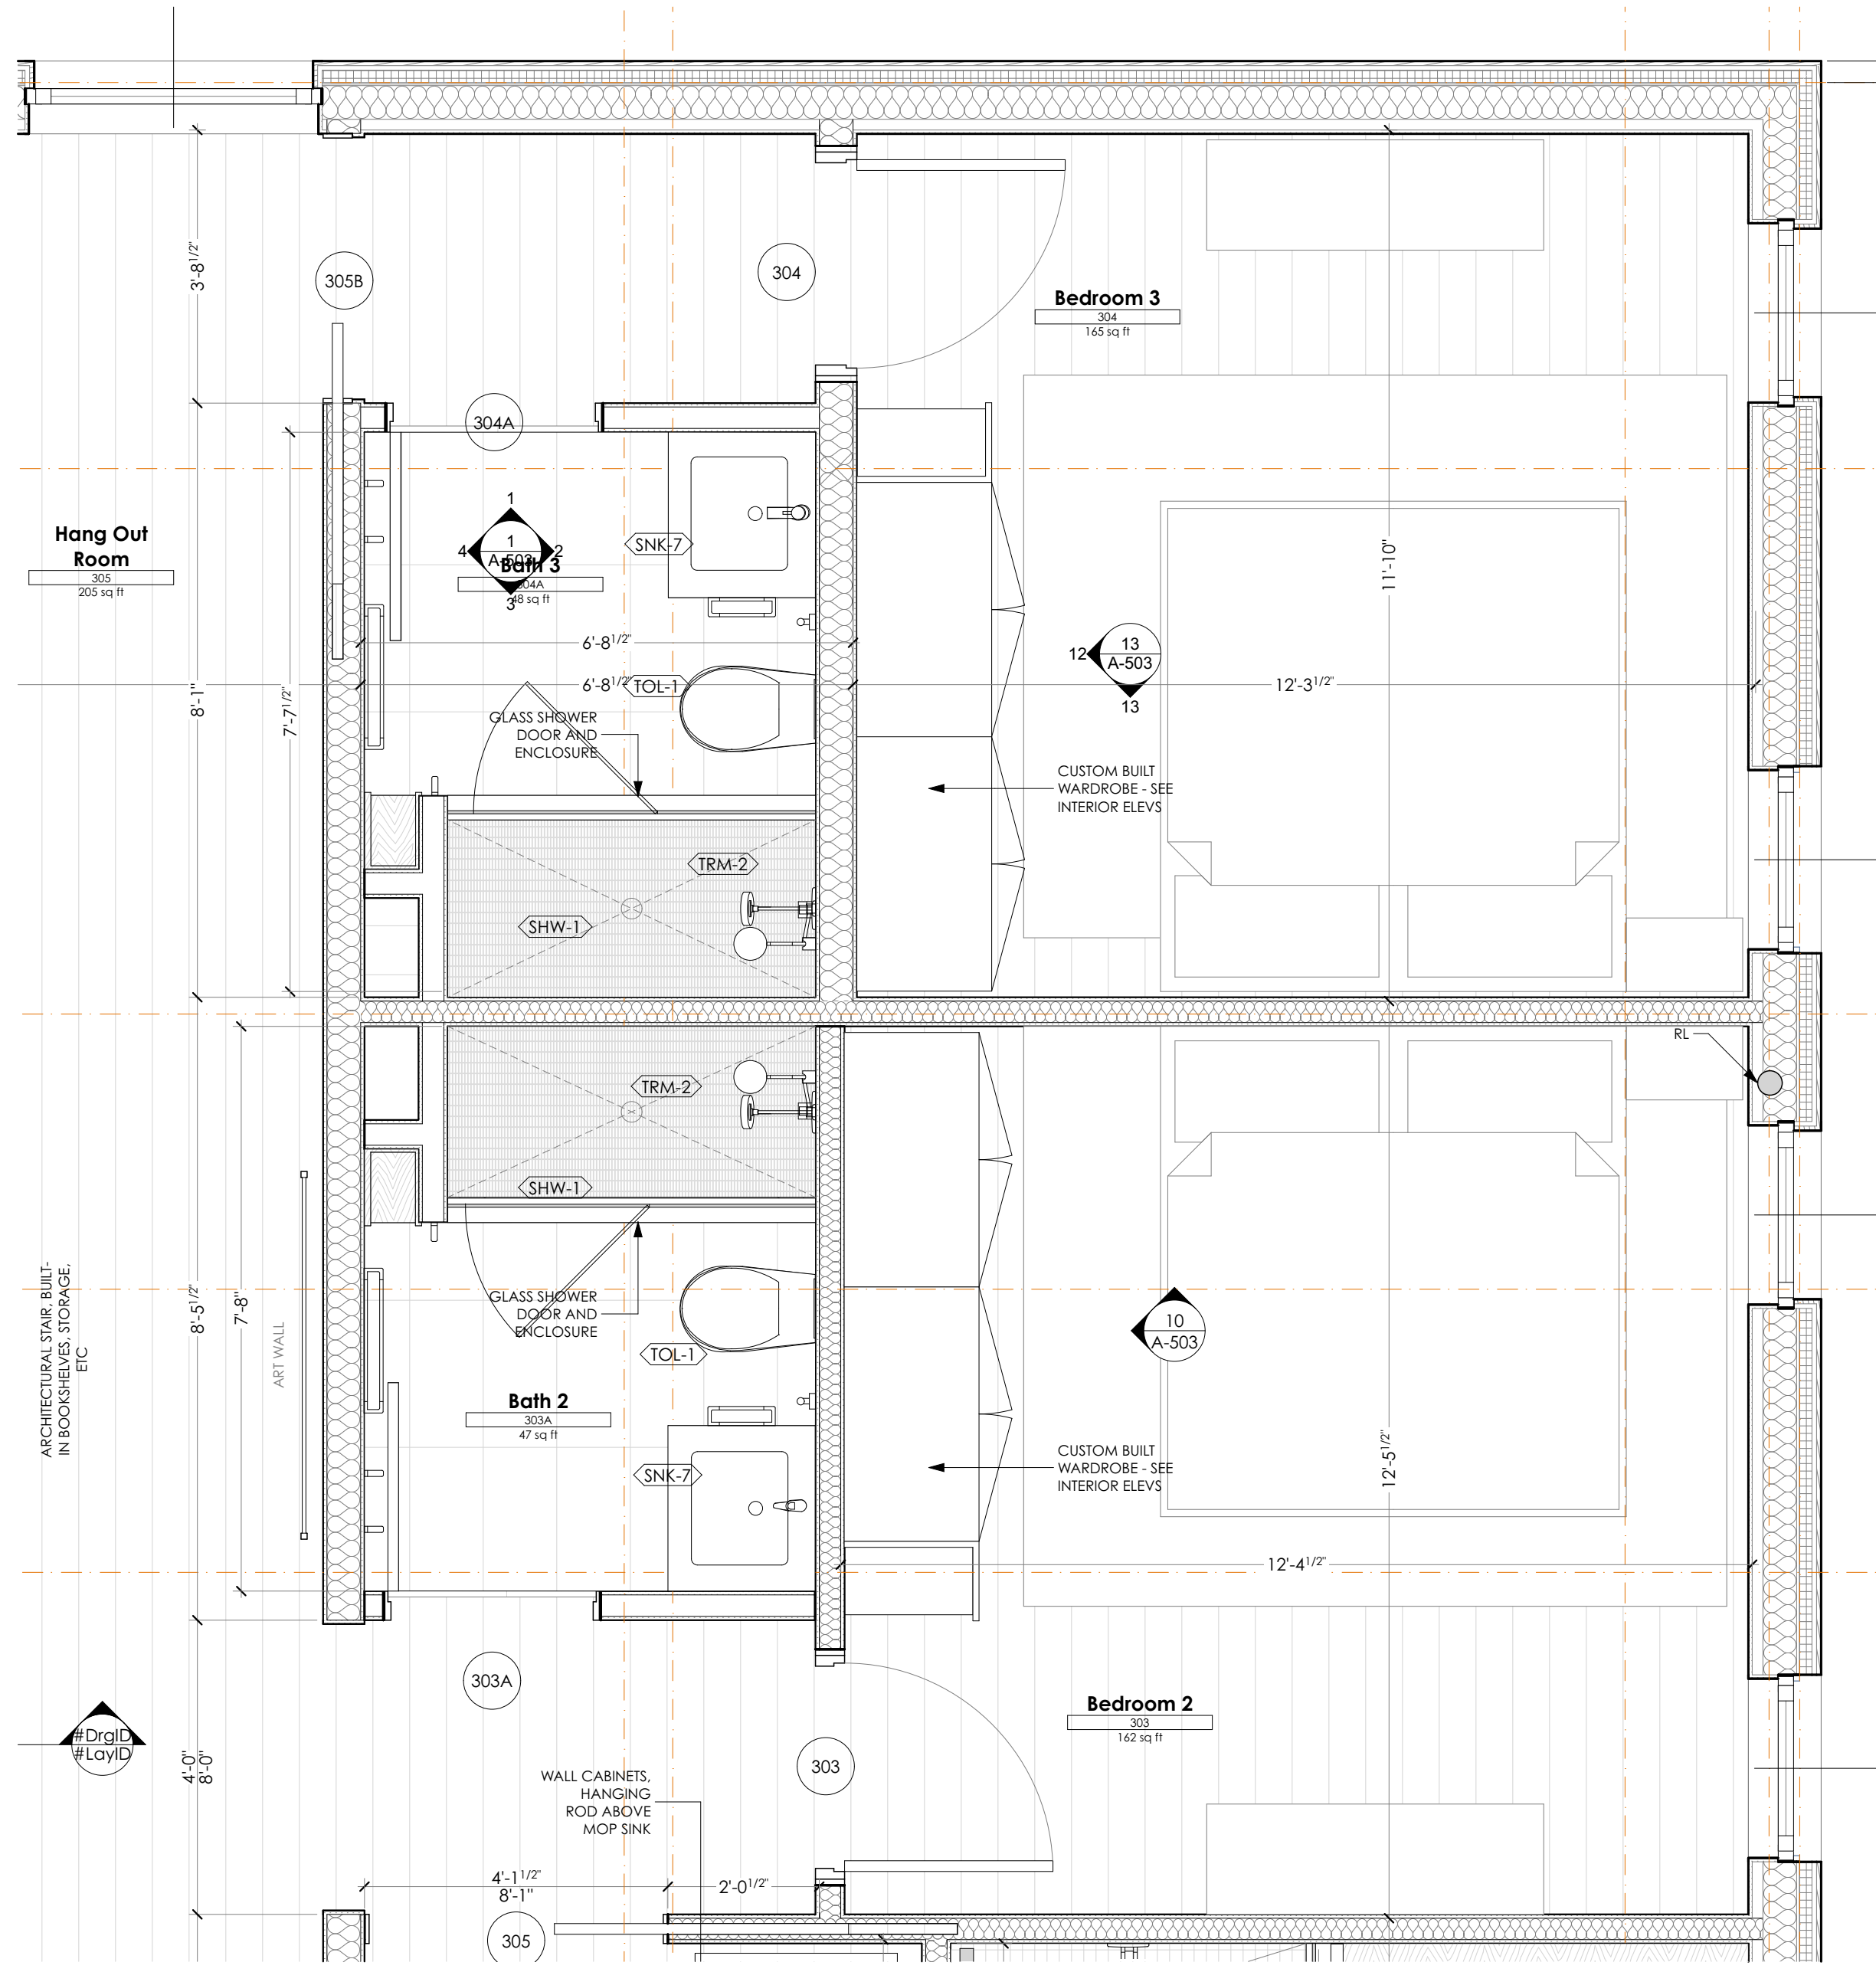 3'-8 1/2"
305B
304
Bedroom 3
304
165 sq ft
304A
Hang Out
Room
305
205 sq ft
1
4
1
A-503
2
3
Bath 3
304A
48 sq ft
SNK-7
11'-10"
6'-8 1/2"
6'-8 1/2"
TOL-1
12
13
A-503
13
12'-3 1/2"
8'-1"
7'-7 1/2"
GLASS SHOWER
DOOR AND
ENCLOSURE
CUSTOM BUILT
WARDROBE - SEE
INTERIOR ELEVS
TRM-2
SHW-1
RL
TRM-2
SHW-1
ARCHITECTURAL STAIR, BUILT-
IN BOOKSHELVES, STORAGE,
ETC
8'-5 1/2"
7'-8"
ART WALL
GLASS SHOWER
DOOR AND
ENCLOSURE
TOL-1
10
A-503
Bath 2
303A
47 sq ft
SNK-7
CUSTOM BUILT
WARDROBE - SEE
INTERIOR ELEVS
12'-5 1/2"
12'-4 1/2"
303A
Bedroom 2
303
162 sq ft
#DrgID
#LayID
4'-0"
8'-0"
303
WALL CABINETS,
HANGING
ROD ABOVE
MOP SINK
4'-1 1/2"
8'-1"
2'-0 1/2"
305